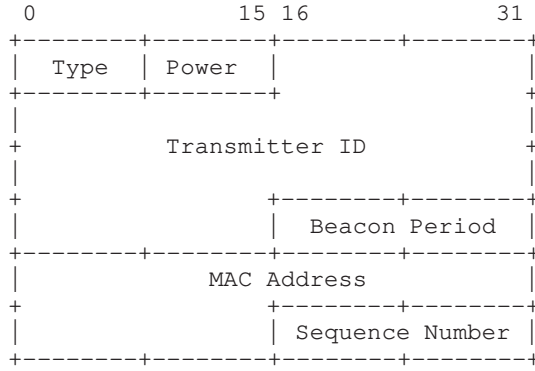 0 15 16 31
Type Power
Transmitter ID
Beacon Period
MAC Address
Sequence Number